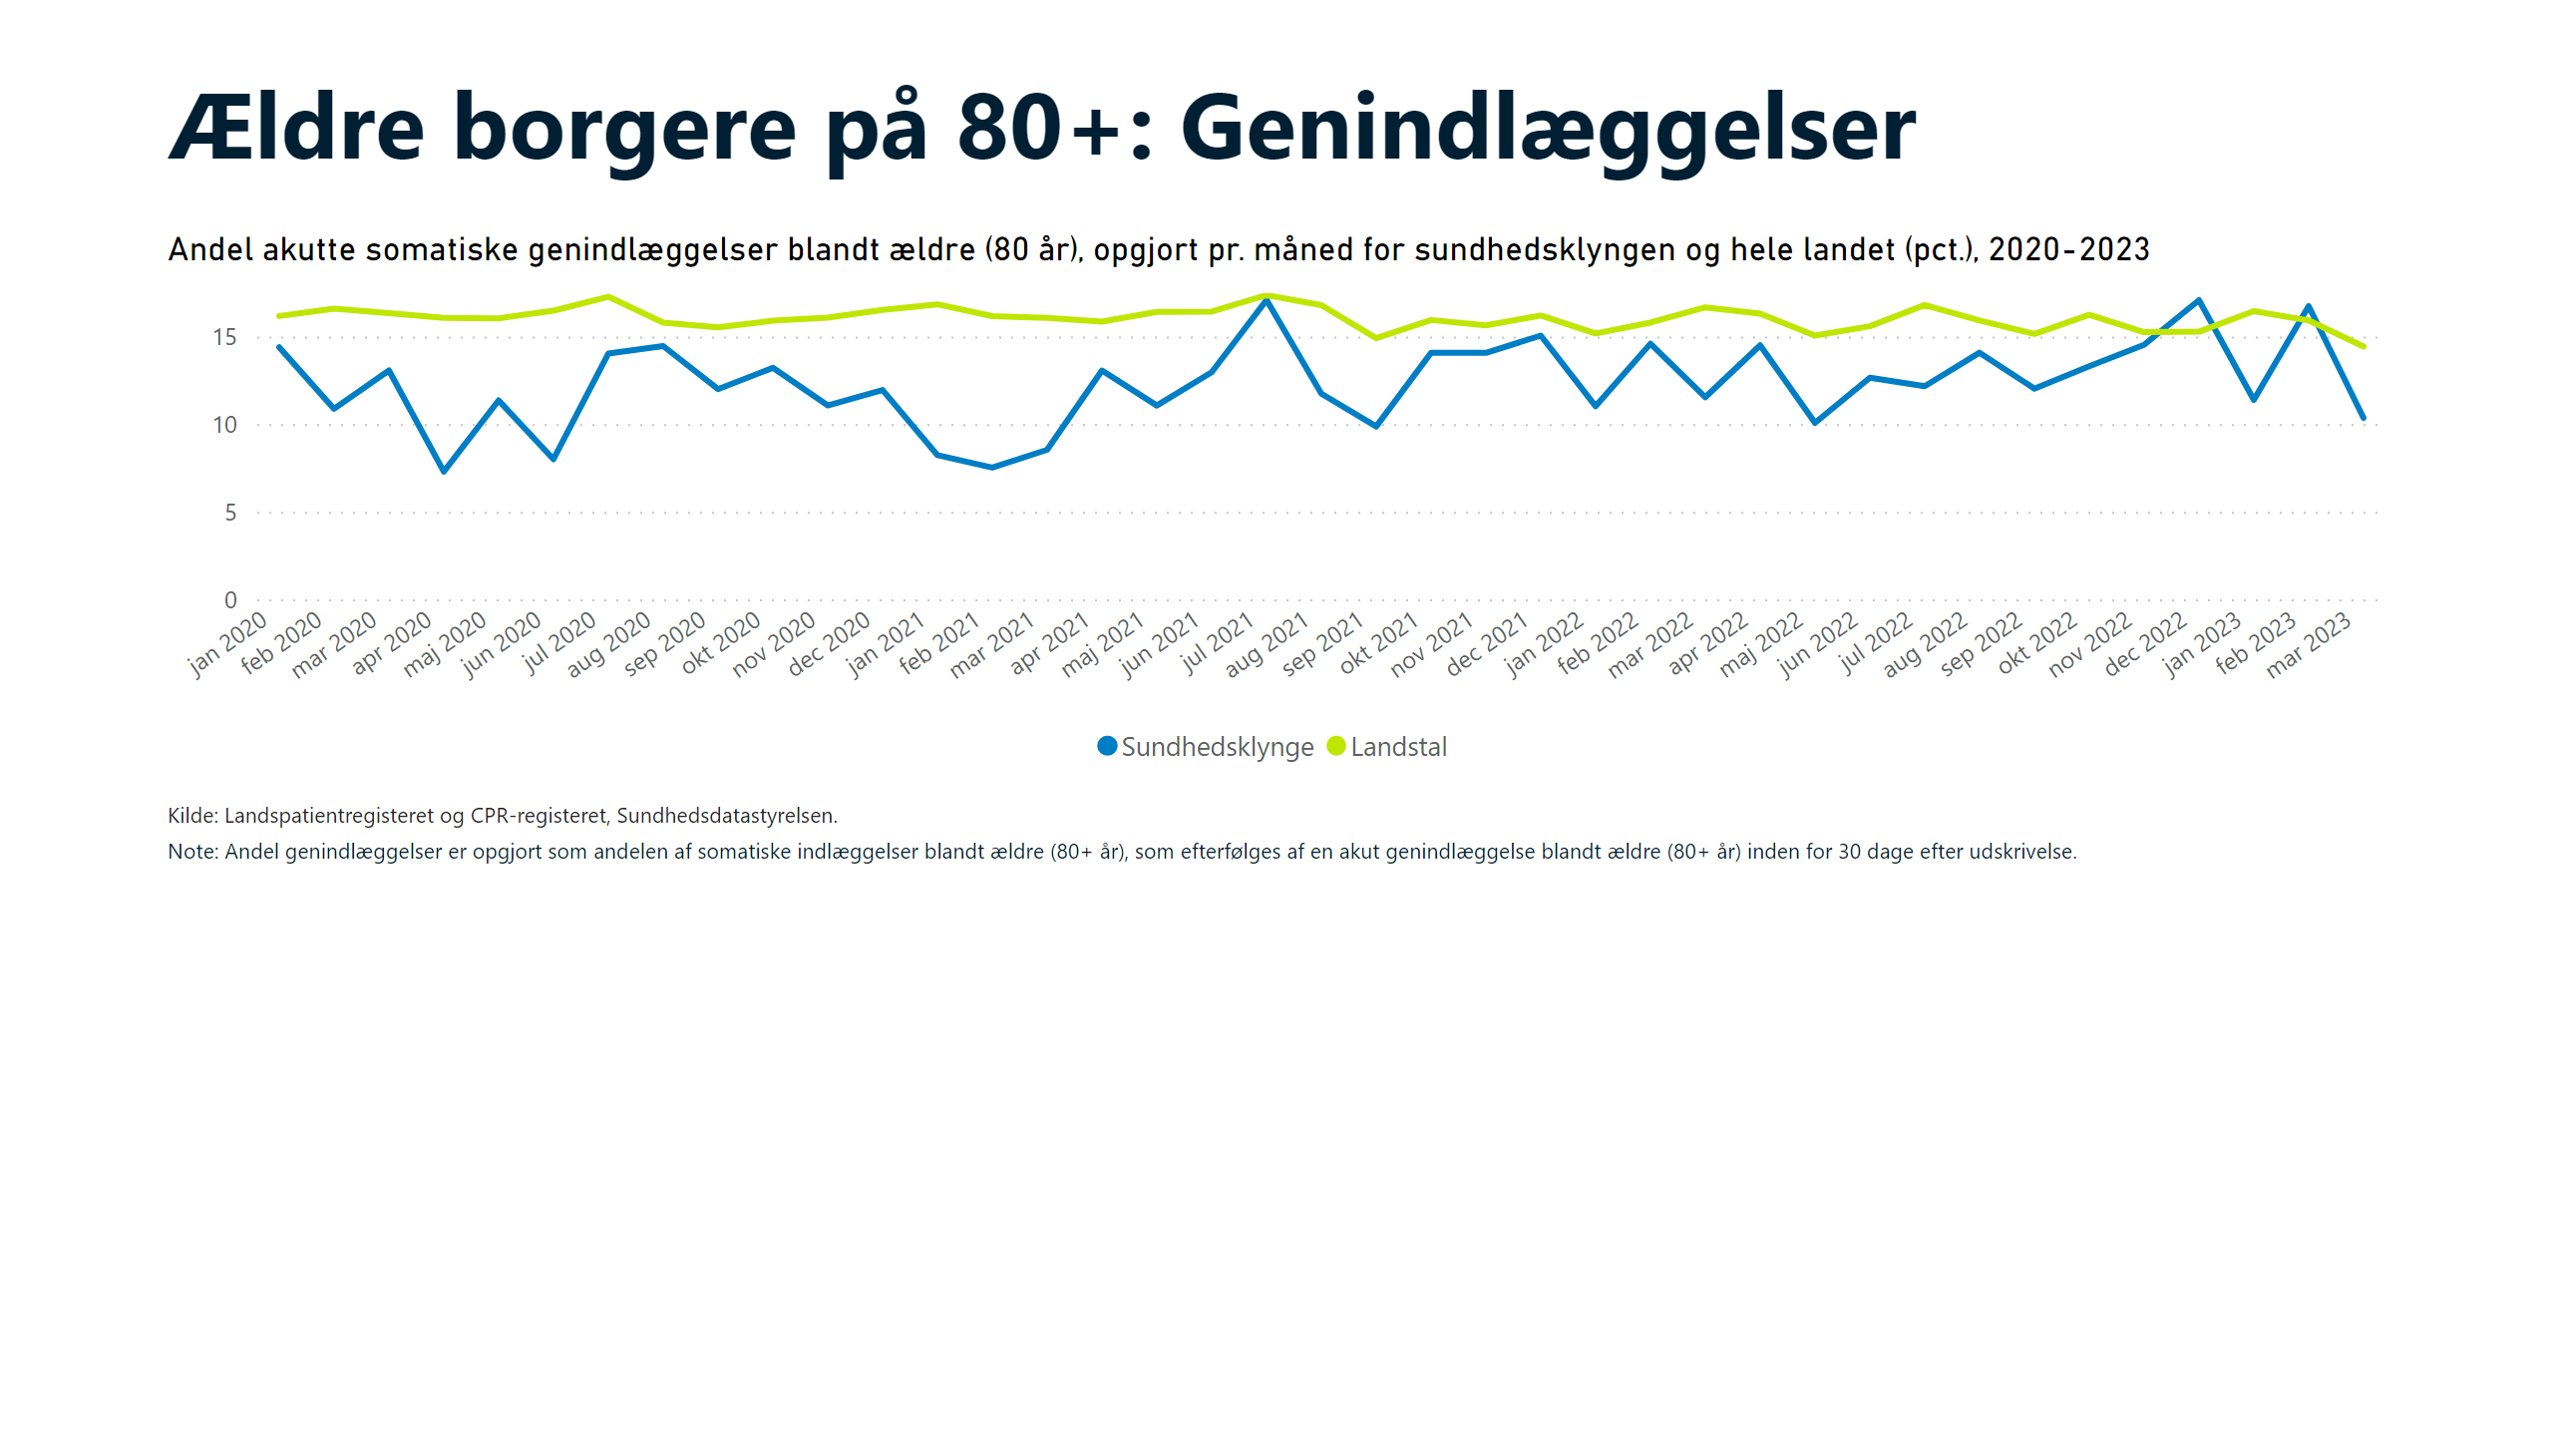 Ældre borgere på 80+: Genindlæggelser
Andel akutte somatiske genindlæggelser blandt ældre (80 år), opgjort pr. måned for sundhedsklyngen og hele landet (pct.), 2020-2023
15
10
5
0
jan 2020
feb 2020
mar 2020
apr 2020
maj 2020
jun 2020
jul 2020
aug 2020
sep 2020
okt 2020
nov 2020
dec 2020
jan 2021
feb 2021
mar 2021
apr 2021
maj 2021
jun 2021
jul 2021
aug 2021
sep 2021
okt 2021
nov 2021
dec 2021
jan 2022
feb 2022
mar 2022
apr 2022
maj 2022
jun 2022
jul 2022
aug 2022
sep 2022
okt 2022
nov 2022
dec 2022
jan 2023
feb 2023
mar 2023
Sundhedsklynge Landstal
Kilde: Landspatientregisteret og CPR-registeret, Sundhedsdatastyrelsen.
Note: Andel genindlæggelser er opgjort som andelen af somatiske indlæggelser blandt ældre (80+ år), som efterfølges af en akut genindlæggelse blandt ældre (80+ år) inden for 30 dage efter udskrivelse.